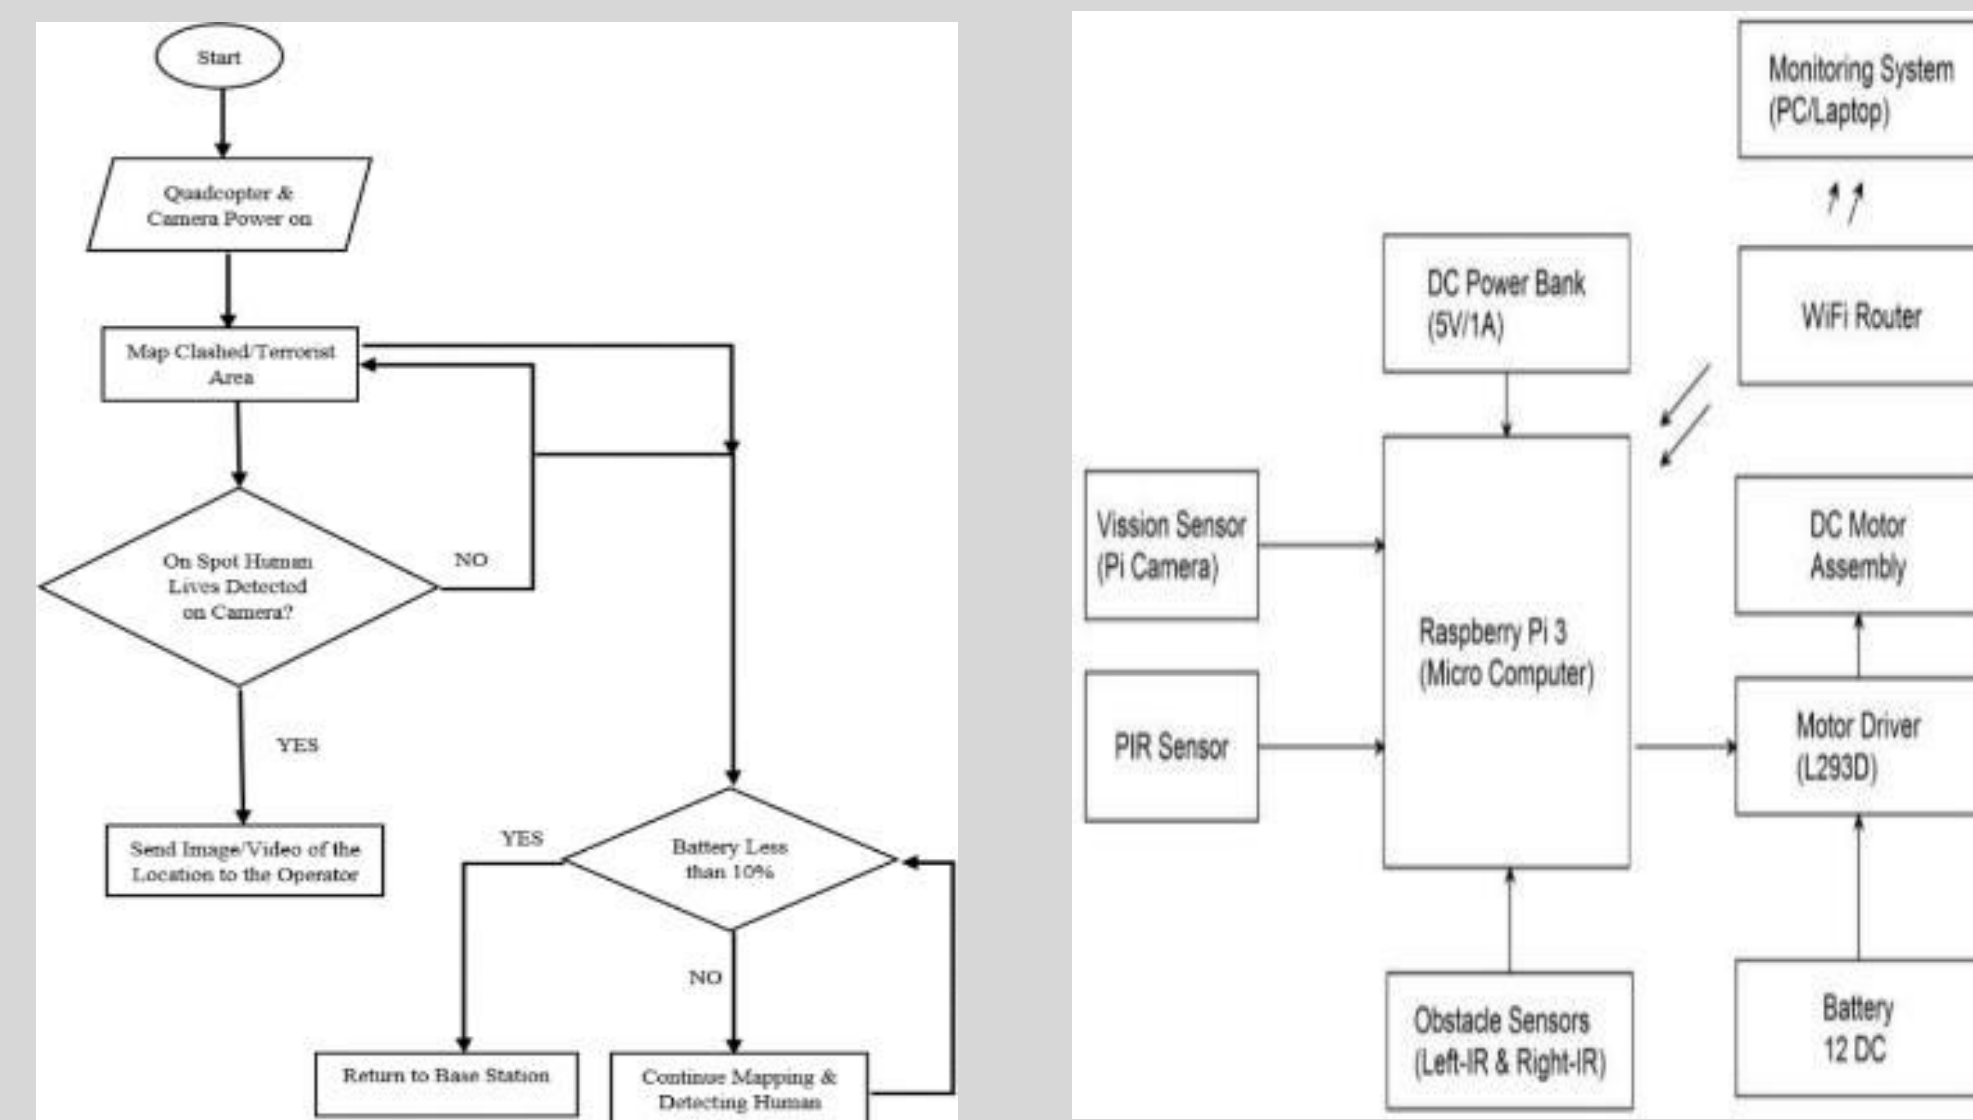 Start
Quadcopter &
Camera Power on
Map Clashed/Terrorist
Area
On Spot Human
Lives Detected
on Camera?
NO
YES
Send Image/Video of the
Location to the Operator
YES
Battery Less
than 10%
NO
Return to Base Station
Continue Mapping &
Detecting Human
Monitoring System
(PC/Laptop)
DC Power Bank
(5V/1A)
WiFi Router
Vission Sensor
(Pi Camera)
DC Motor
Assembly
Raspberry Pi 3
(Micro Computer)
PIR Sensor
Motor Driver
(L293D)
Obstacle Sensors
(Left-IR & Right-IR)
Battery
12 DC